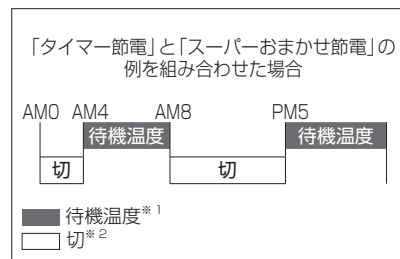 「タイマー節電」と「スーパーおまかせ節電」の
例を組み合わせた場合
AM0 AM4 AM8 PM5
待機温度 待機温度
切 切
待機温度※1
切※2